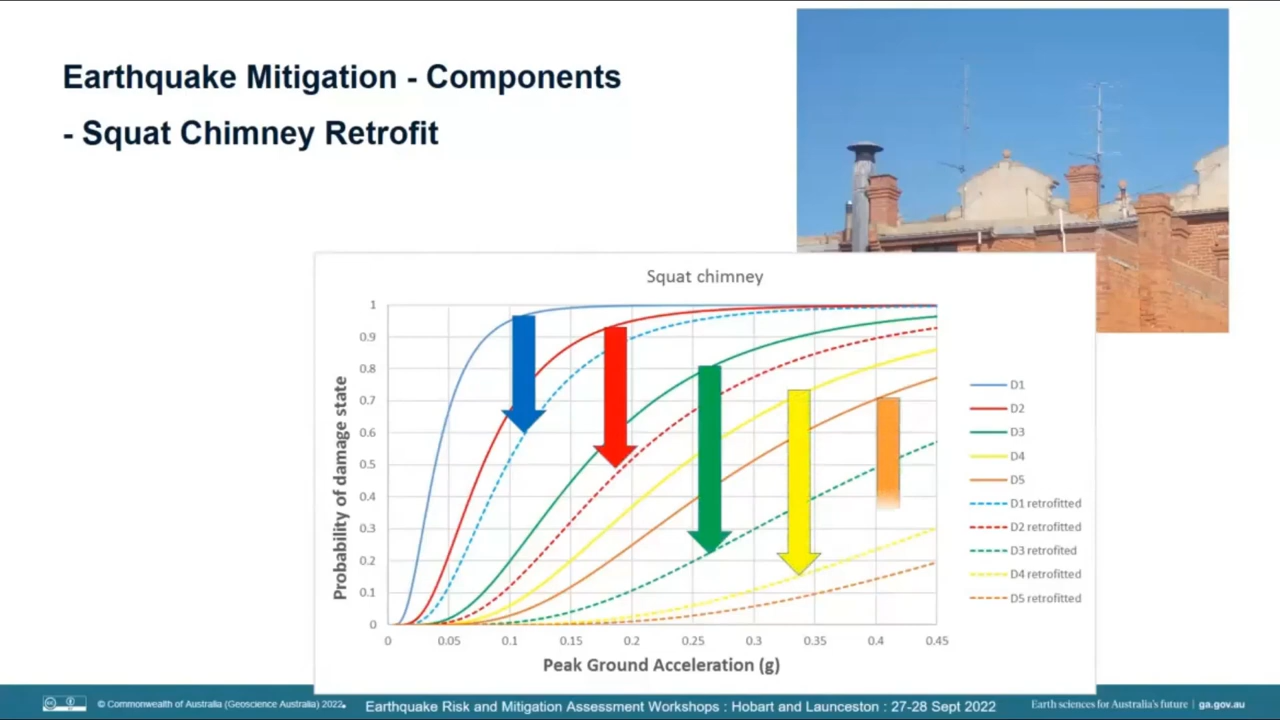 Earthquake Mitigation - Components
- Squat Chimney Retrofit
Squat chimney
1
0.9
0.8
0.7
0.6
0.5
0.4
0.3
0.2
0.1
0
Probability of damage state
0 0.05 0.1 0.15 0.2 0.25 0.3 0.35 0.4 0.45
Peak Ground Acceleration (g)
D1
D2
D3
D4
D5
D1 retrofitted
D2 retrofitted
D3 retrofited
D4 retrofitted
D5 retrofitted
© Commonwealth of Australia (Geoscience Australia) 2022.
Earthquake Risk and Mitigation Assessment Workshops : Hobart and Launceston : 27-28 Sept 2022
Earth sciences for Australia's future | ga.gov.au